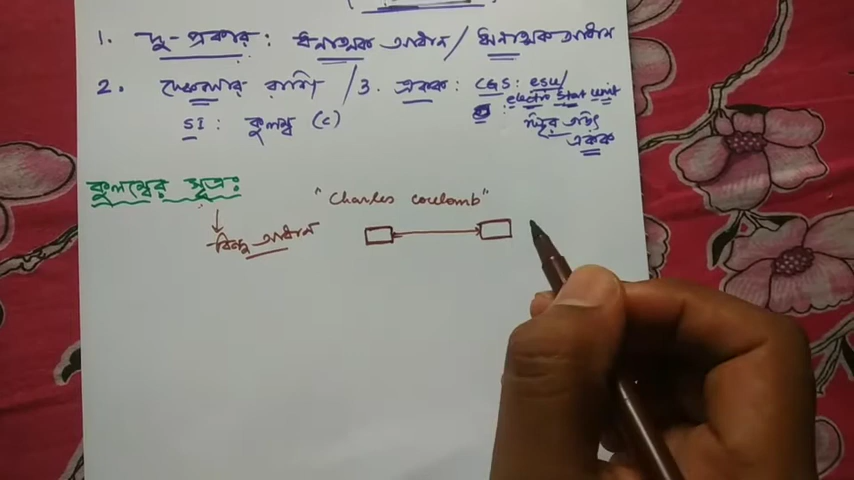 1. দু-প্রকার : ধনাত্মক আধান / ঋনাত্মক আধান
2. স্কেলার রাশি / 3. একক : CGS : esu/
: electro Stat unit
SI : কুলম্ব (C) স্থির তড়িৎ
একক
কুলম্বের সূত্র: "Charles coulomb"
বিন্দু আধান